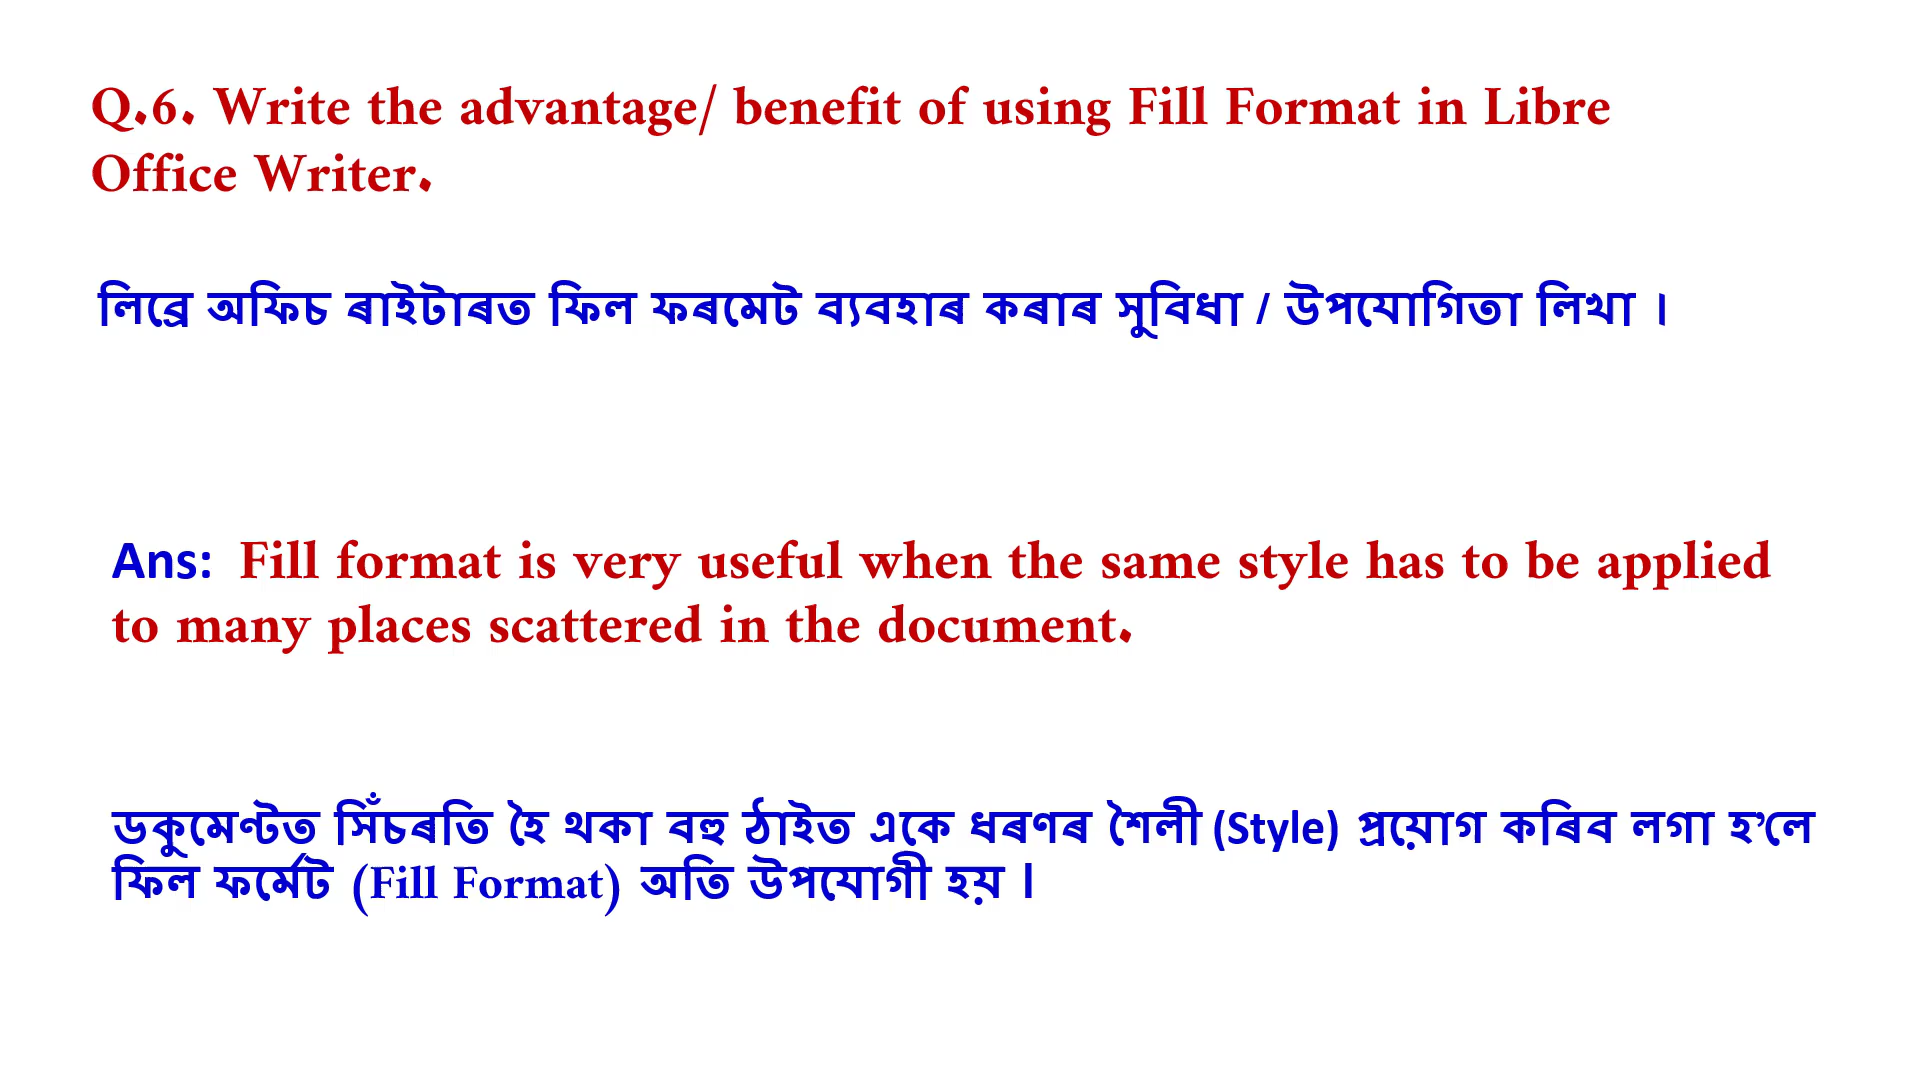 Q.6. Write the advantage/ benefit of using Fill Format in Libre
Office Writer.
লিব্ৰে অফিচ ৰাইটাৰত ফিল ফৰমেট ব্যবহাৰ কৰাৰ সুবিধা / উপযোগিতা লিখা ।
Ans: Fill format is very useful when the same style has to be applied
to many places scattered in the document.
ডকুমেণ্টত সিঁচৰতি হৈ থকা বহু ঠাইত একে ধৰণৰ শৈলী (Style) প্ৰয়োগ কৰিব লগা হ’লে
ফিল ফৰ্মেট (Fill Format) অতি উপযোগী হয় ।